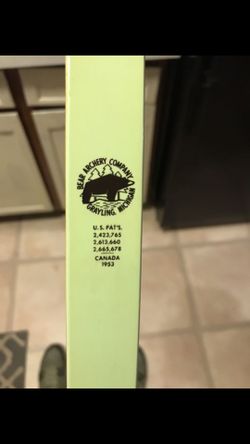 BEAR ARCHERY COMPANY
GRAYLING, MICHIGAN
U.S. PAT'S.
2,423,765
2,613,660
2,665,678
CANADA
1953